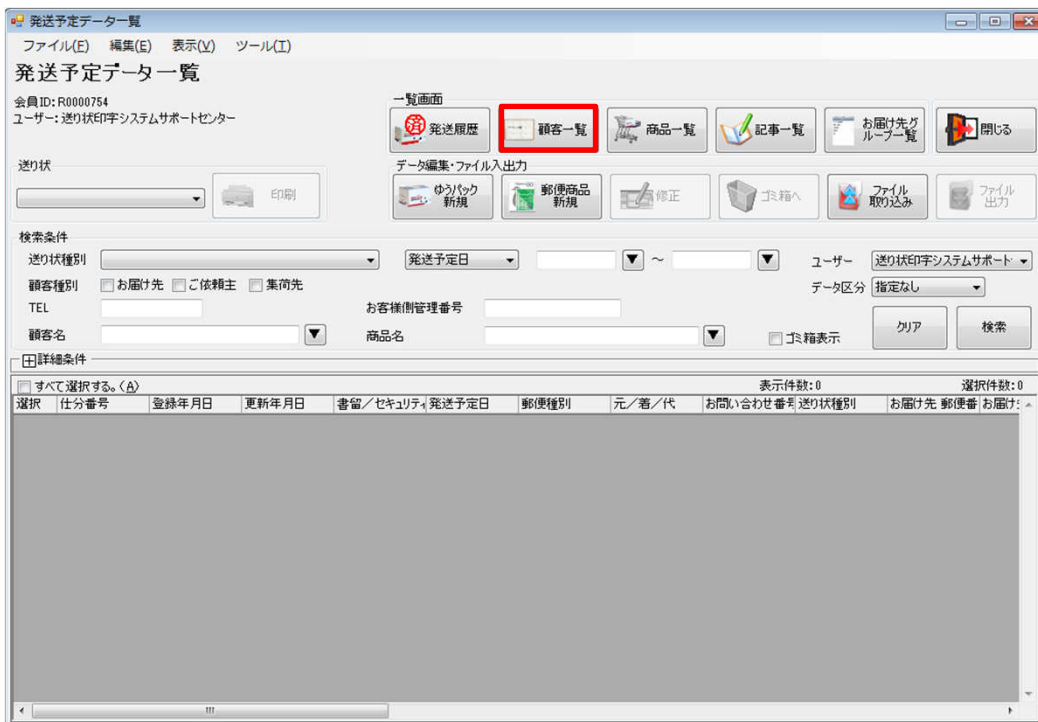 発送予定データ一覧
ファイル(F) 編集(E) 表示(V) ツール(T)
発送予定データ一覧
会員ID:R0000754
ユーザー:送り状印字システムサポートセンター
一覧画面
発送履歴 顧客一覧 商品一覧 記事一覧 お届け先グループ一覧 閉じる
送り状
データ編集・ファイル入出力
印刷 ゆうパック新規 郵便商品新規 修正 ゴミ箱へ ファイル取り込み ファイル出力
検索条件
送り状種別 発送予定日 ~ ユーザー 送り状印字システムサポート
顧客種別 お届け先 ご依頼主 集荷先 データ区分 指定なし
TEL お客様側管理番号
顧客名 商品名 ゴミ箱表示 クリア 検索
詳細条件
すべて選択する。(A) 表示件数:0 選択件数:0
選択 仕分番号 登録年月日 更新年月日 書留/セキュリティ 発送予定日 郵便種別 元/着/代 お問い合わせ番号 送り状種別 お届け先 郵便番 お届け